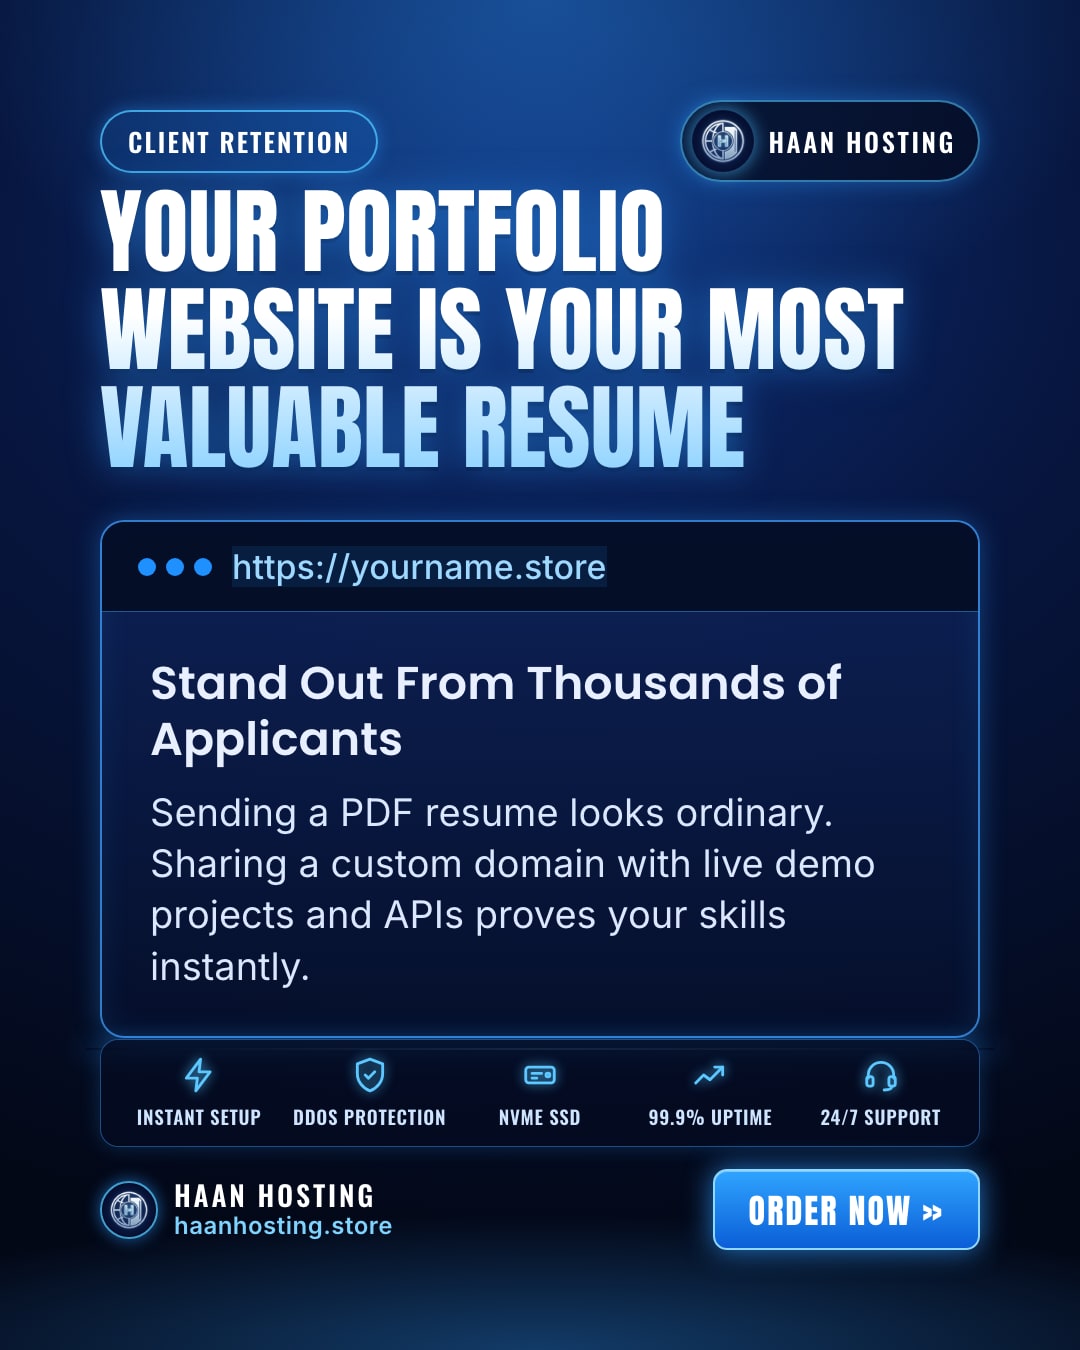 CLIENT RETENTION
HAAN HOSTING
YOUR PORTFOLIO
WEBSITE IS YOUR MOST
VALUABLE RESUME
https://yourname.store
Stand Out From Thousands of
Applicants
Sending a PDF resume looks ordinary.
Sharing a custom domain with live demo
projects and APIs proves your skills
instantly.
INSTANT SETUP
DDOS PROTECTION
NVME SSD
99.9% UPTIME
24/7 SUPPORT
HAAN HOSTING
haanhosting.store
ORDER NOW »